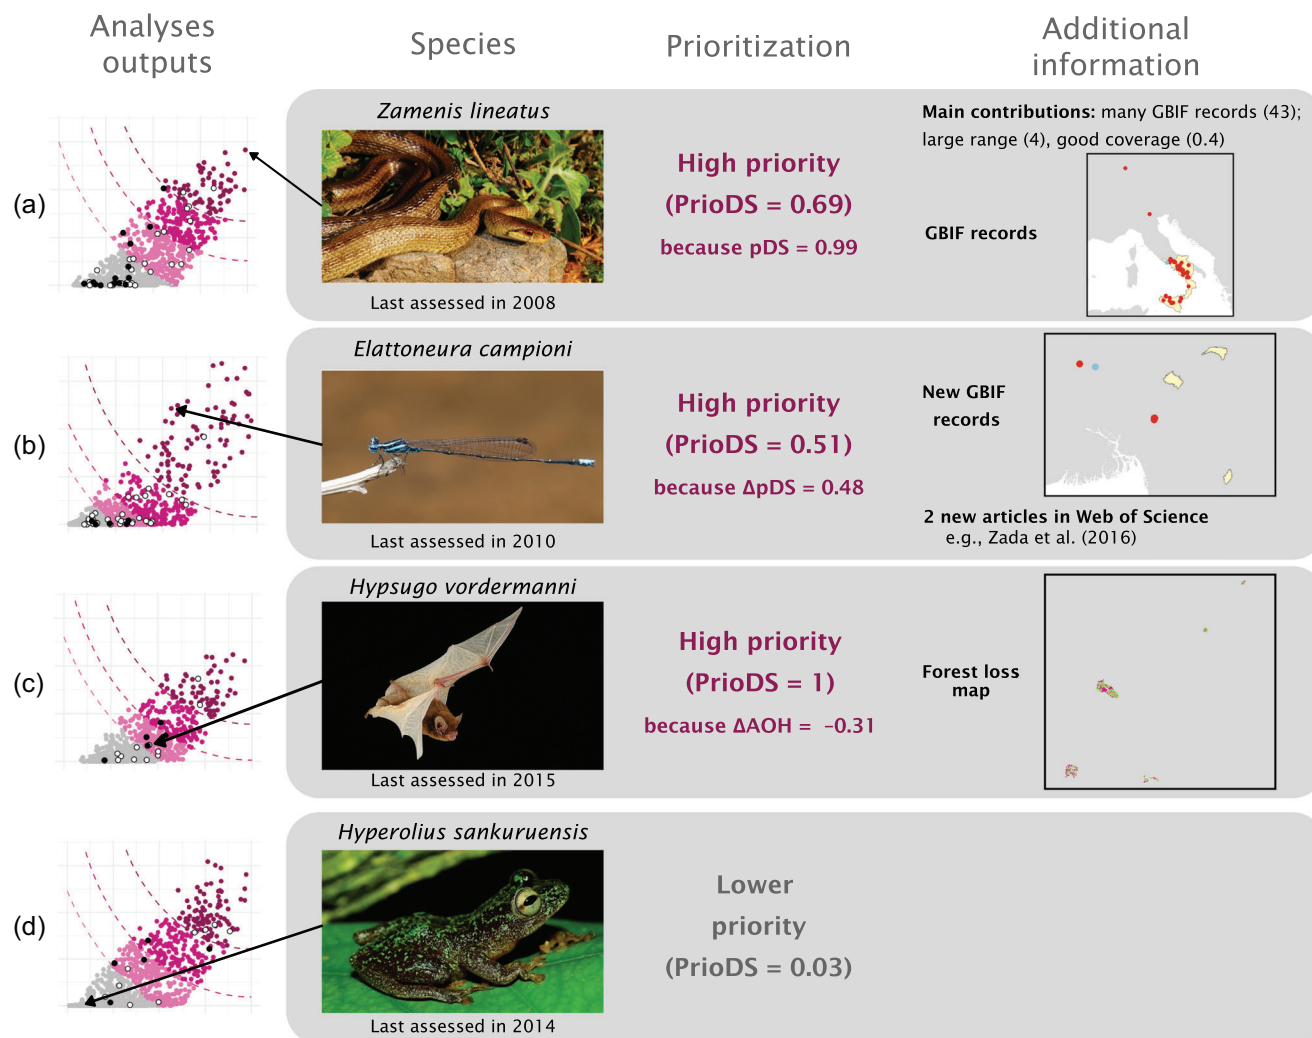 Analyses
outputs
Species
Prioritization
Additional
information
(a)
Zamenis lineatus
Last assessed in 2008
High priority
(PrioDS = 0.69)
because pDS = 0.99
Main contributions: many GBIF records (43);
large range (4), good coverage (0.4)
GBIF records
(b)
Elattoneura campioni
Last assessed in 2010
High priority
(PrioDS = 0.51)
because ΔpDS = 0.48
New GBIF
records
2 new articles in Web of Science
e.g., Zada et al. (2016)
(c)
Hypsugo vordermanni
Last assessed in 2015
High priority
(PrioDS = 1)
because ΔAOH = -0.31
Forest loss
map
(d)
Hyperolius sankuruensis
Last assessed in 2014
Lower
priority
(PrioDS = 0.03)